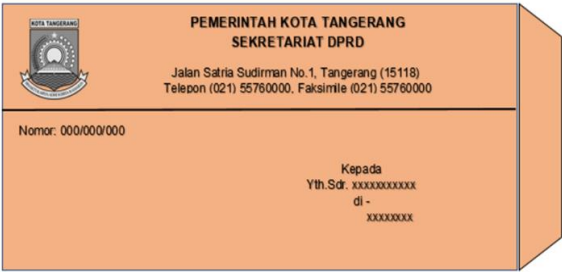 KOTA TANGERANG
PEMERINTAH KOTA TANGERANG
SEKRETARIAT DPRD
Jalan Satria Sudirman No.1, Tangerang (15118)
Telepon (021) 55760000, Faksimile (021) 55760000
Nomor: 000/000/000
Kepada
Yth.Sdr. xxxxxxxxxxx
di -
xxxxxxxx